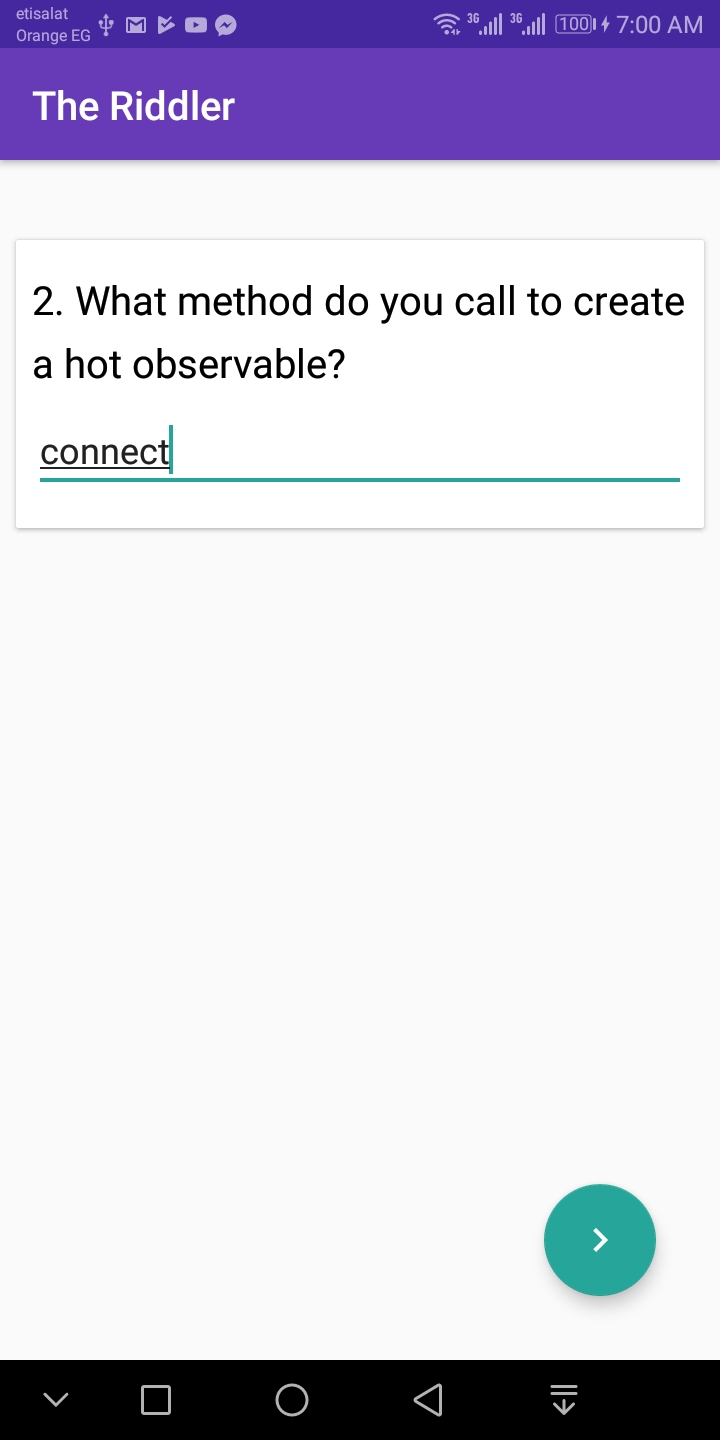 etisalat
Orange EG
3G 3G 100 7:00 AM
The Riddler
2. What method do you call to create
a hot observable?
connect